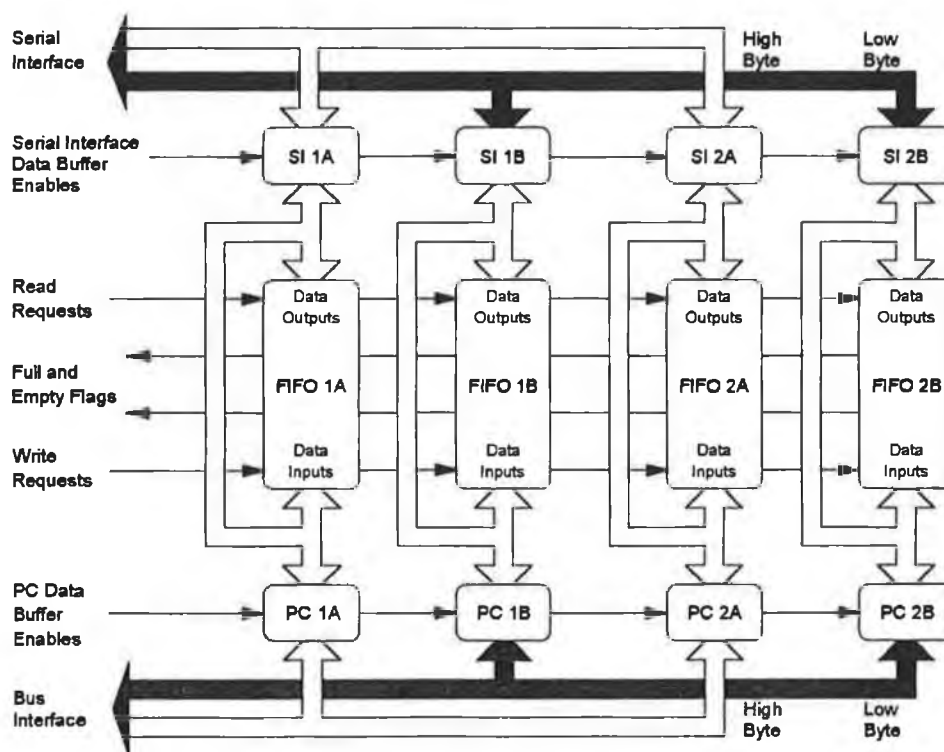 Serial
Interface
High
Byte
Low
Byte
Serial Interface
Data Buffer
Enables
SI 1A
SI 1B
SI 2A
SI 2B
Read
Requests
Data
Outputs
Data
Outputs
Data
Outputs
Data
Outputs
Full and
Empty Flags
FIFO 1A
FIFO 1B
FIFO 2A
FIFO 2B
Write
Requests
Data
Inputs
Data
Inputs
Data
Inputs
Data
Inputs
PC Data
Buffer
Enables
PC 1A
PC 1B
PC 2A
PC 2B
Bus
Interface
High
Byte
Low
Byte